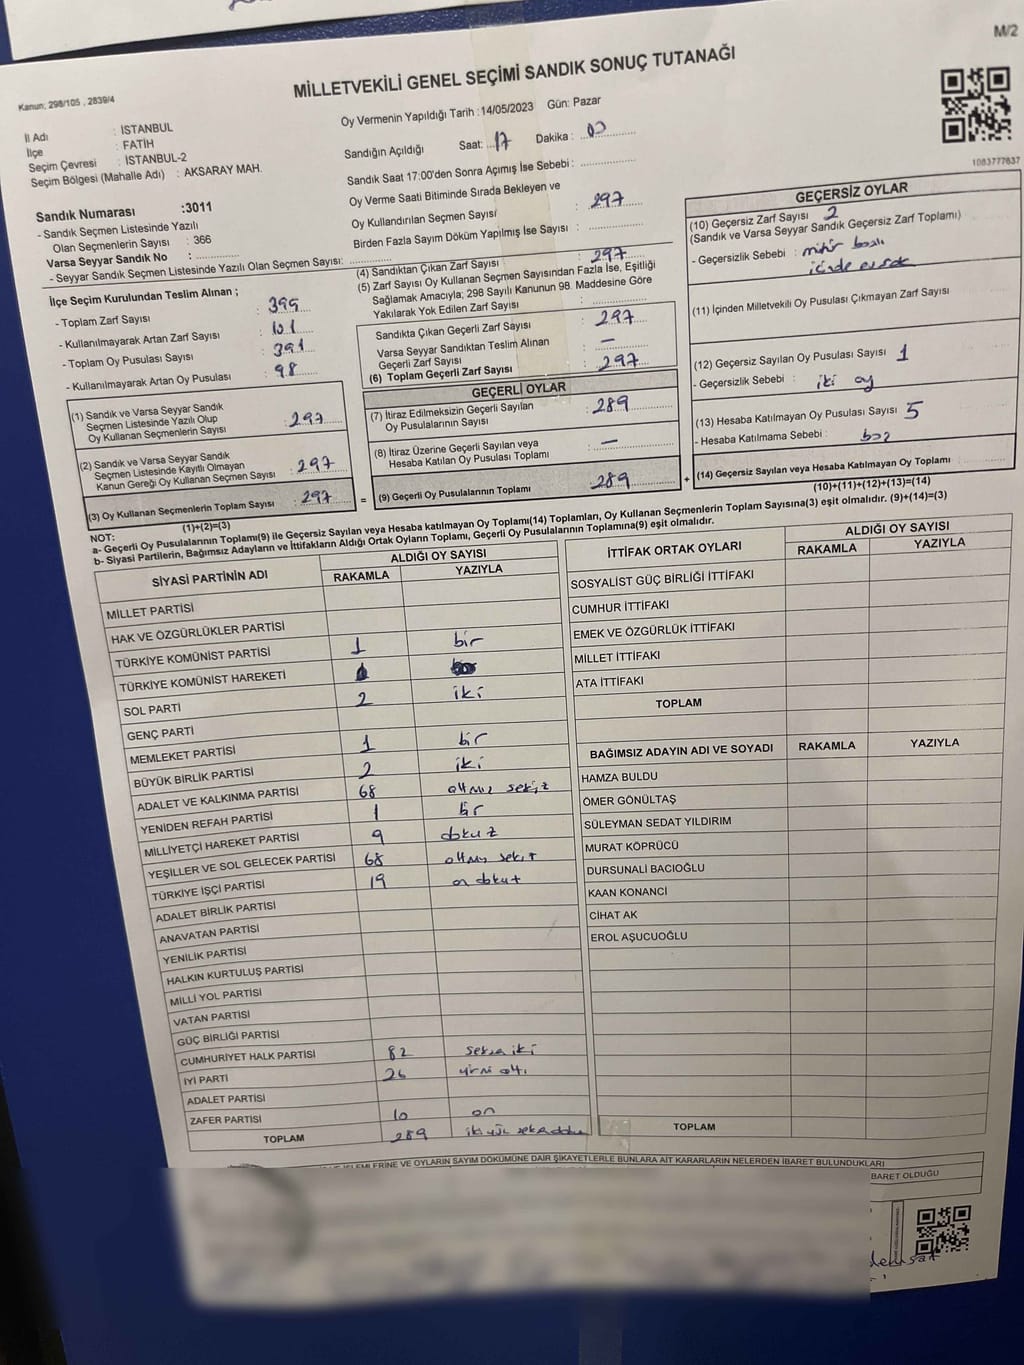 M/2
MİLLETVEKİLİ GENEL SEÇİMİ SANDIK SONUÇ TUTANAĞI
Kanun: 298/105 , 2839/4
İl Adı : İSTANBUL
İlçe : FATİH
Seçim Çevresi : İSTANBUL-2
Seçim Bölgesi (Mahalle Adı) : AKSARAY MAH.
Oy Vermenin Yapıldığı Tarih : 14/05/2023 Gün: Pazar
Sandığın Açıldığı Saat: 17 Dakika : 00
Sandık Saat 17:00'den Sonra Açılmış İse Sebebi :
Oy Verme Saati Bitiminde Sırada Bekleyen ve
Oy Kullandırılan Seçmen Sayısı : 297
Birden Fazla Sayım Döküm Yapılmış İse Sayısı :
1083777637
Sandık Numarası :3011
- Sandık Seçmen Listesinde Yazılı
Olan Seçmenlerin Sayısı : 366
Varsa Seyyar Sandık No :
- Seyyar Sandık Seçmen Listesinde Yazılı Olan Seçmen Sayısı:
İlçe Seçim Kurulundan Teslim Alınan ;
- Toplam Zarf Sayısı : 399
- Kullanılmayarak Artan Zarf Sayısı : 101
- Toplam Oy Pusulası Sayısı : 391
- Kullanılmayarak Artan Oy Pusulası : 98
(1) Sandık ve Varsa Seyyar Sandık
Seçmen Listesinde Yazılı Olup
Oy Kullanan Seçmenlerin Sayısı : 297
(2) Sandık ve Varsa Seyyar Sandık
Seçmen Listesinde Kayıtlı Olmayan
Kanun Gereği Oy Kullanan Seçmen Sayısı : 297
(3) Oy Kullanan Seçmenlerin Toplam Sayısı : 297
(1)+(2)=(3)
(4) Sandıktan Çıkan Zarf Sayısı : 297
(5) Zarf Sayısı Oy Kullanan Seçmen Sayısından Fazla İse, Eşitliği
Sağlamak Amacıyla; 298 Sayılı Kanunun 98. Maddesine Göre
Yakılarak Yok Edilen Zarf Sayısı :
Sandıkta Çıkan Geçerli Zarf Sayısı : 297
Varsa Seyyar Sandıktan Teslim Alınan
Geçerli Zarf Sayısı : —
(6) Toplam Geçerli Zarf Sayısı : 297
GEÇERLİ OYLAR
(7) İtiraz Edilmeksizin Geçerli Sayılan
Oy Pusulalarının Sayısı : 289
(8) İtiraz Üzerine Geçerli Sayılan veya
Hesaba Katılan Oy Pusulası Toplamı : —
= (9) Geçerli Oy Pusulalarının Toplamı : 289 +
GEÇERSİZ OYLAR
(10) Geçersiz Zarf Sayısı 2
(Sandık ve Varsa Seyyar Sandık Geçersiz Zarf Toplamı)
- Geçersizlik Sebebi : mühür
içinde
(11) İçinden Milletvekili Oy Pusulası Çıkmayan Zarf Sayısı
(12) Geçersiz Sayılan Oy Pusulası Sayısı 1
- Geçersizlik Sebebi : iki oy
(13) Hesaba Katılmayan Oy Pusulası Sayısı 5
- Hesaba Katılmama Sebebi : boş
(14) Geçersiz Sayılan veya Hesaba Katılmayan Oy Toplamı
(10)+(11)+(12)+(13)=(14)
NOT:
a- Geçerli Oy Pusulalarının Toplamı(9) ile Geçersiz Sayılan veya Hesaba katılmayan Oy Toplamı(14) Toplamları, Oy Kullanan Seçmenlerin Toplam Sayısına(3) eşit olmalıdır. (9)+(14)=(3)
b- Siyasi Partilerin, Bağımsız Adayların ve İttifakların Aldığı Ortak Oyların Toplamı, Geçerli Oy Pusulalarının Toplamına(9) eşit olmalıdır.
SİYASİ PARTİNİN ADI ALDIĞI OY SAYISI
RAKAMLA YAZIYLA
MİLLET PARTİSİ
HAK VE ÖZGÜRLÜKLER PARTİSİ
TÜRKİYE KOMÜNİST PARTİSİ 1 bir
TÜRKİYE KOMÜNİST HAREKETİ
SOL PARTİ 2 iki
GENÇ PARTİ
MEMLEKET PARTİSİ 1 bir
BÜYÜK BİRLİK PARTİSİ 2 iki
ADALET VE KALKINMA PARTİSİ 68 altmış sekiz
YENİDEN REFAH PARTİSİ 1 bir
MİLLİYETÇİ HAREKET PARTİSİ 9 dokuz
YEŞİLLER VE SOL GELECEK PARTİSİ 68 altmış sekiz
TÜRKİYE İŞÇİ PARTİSİ 19 on dokuz
ADALET BİRLİK PARTİSİ
ANAVATAN PARTİSİ
YENİLİK PARTİSİ
HALKIN KURTULUŞ PARTİSİ
MİLLİ YOL PARTİSİ
VATAN PARTİSİ
GÜÇ BİRLİĞİ PARTİSİ
CUMHURİYET HALK PARTİSİ 82 seksen iki
İYİ PARTİ 26 yirmi altı
ADALET PARTİSİ
ZAFER PARTİSİ 10 on
TOPLAM 289 iki yüz
İTTİFAK ORTAK OYLARI ALDIĞI OY SAYISI
RAKAMLA YAZIYLA
SOSYALİST GÜÇ BİRLİĞİ İTTİFAKI
CUMHUR İTTİFAKI
EMEK VE ÖZGÜRLÜK İTTİFAKI
MİLLET İTTİFAKI
ATA İTTİFAKI
TOPLAM
BAĞIMSIZ ADAYIN ADI VE SOYADI RAKAMLA YAZIYLA
HAMZA BULDU
ÖMER GÖNÜLTAŞ
SÜLEYMAN SEDAT YILDIRIM
MURAT KÖPRÜCÜ
DURSUNALİ BACIOĞLU
KAAN KONANCİ
CİHAT AK
EROL AŞUCUOĞLU
TOPLAM
İŞLEMLERİNE VE OYLARIN SAYIM DÖKÜMÜNE DAİR ŞİKAYETLERLE BUNLARA AİT KARARLARIN NELERDEN İBARET BULUNDUKLARI
BARET OLDUĞU